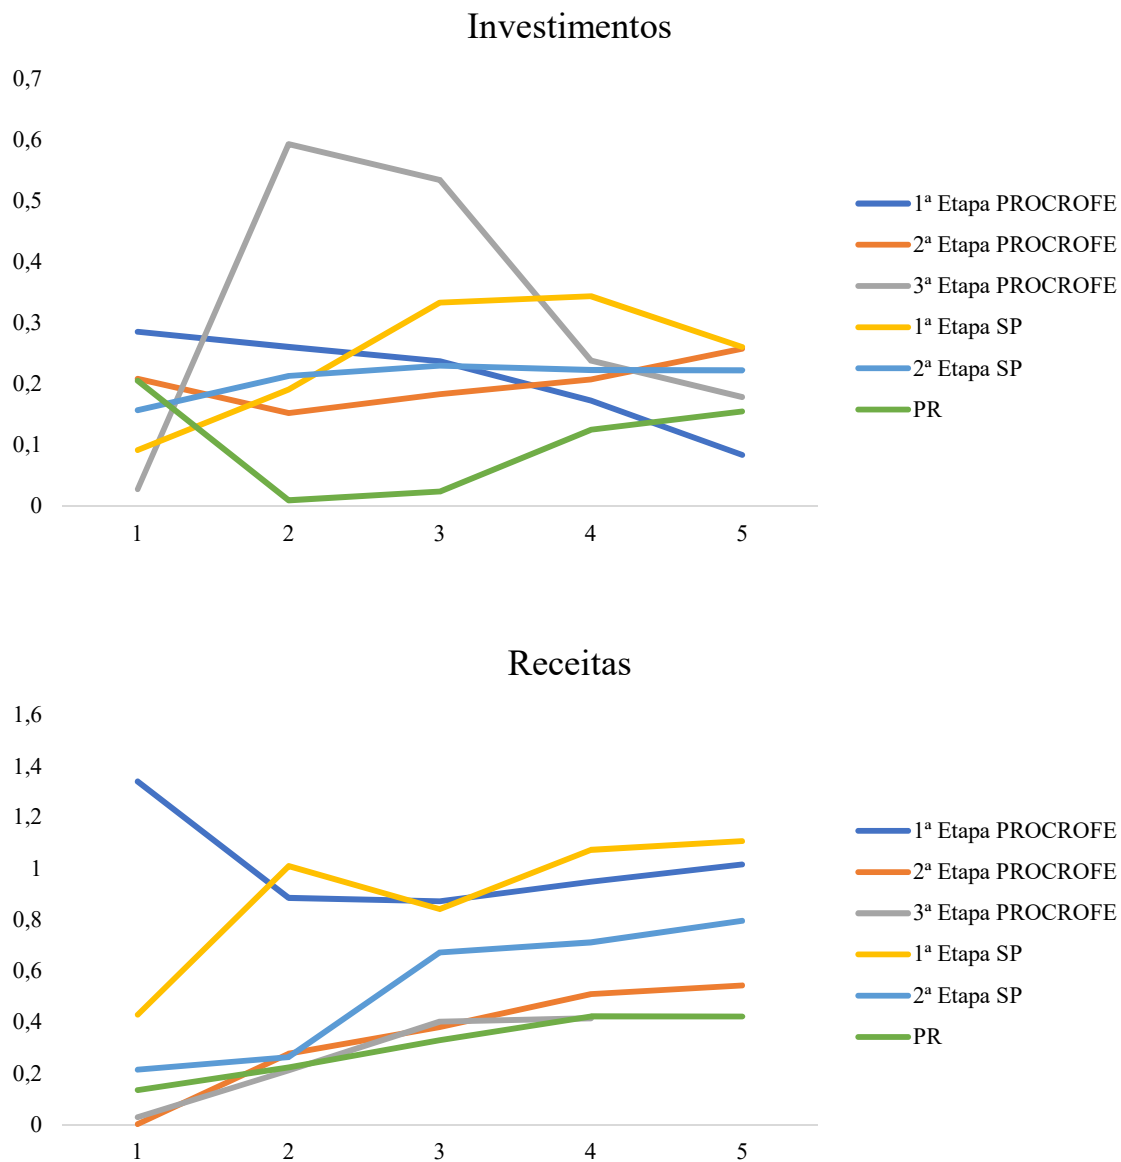 Investimentos
0,7
0,6
0,5
0,4
0,3
0,2
0,1
0
1 2 3 4 5
1ª Etapa PROCROFE
2ª Etapa PROCROFE
3ª Etapa PROCROFE
1ª Etapa SP
2ª Etapa SP
PR
Receitas
1,6
1,4
1,2
1
0,8
0,6
0,4
0,2
0
1 2 3 4 5
1ª Etapa PROCROFE
2ª Etapa PROCROFE
3ª Etapa PROCROFE
1ª Etapa SP
2ª Etapa SP
PR